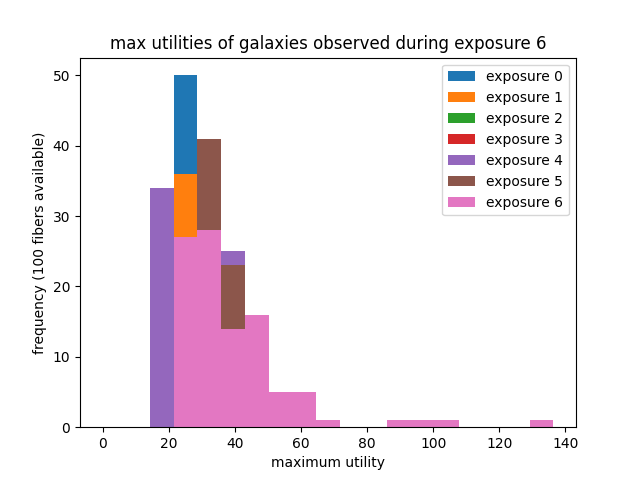 max utilities of galaxies observed during exposure 6
frequency (100 fibers available)
50
40
30
20
10
0
0 20 40 60 80 100 120 140
maximum utility
exposure 0
exposure 1
exposure 2
exposure 3
exposure 4
exposure 5
exposure 6